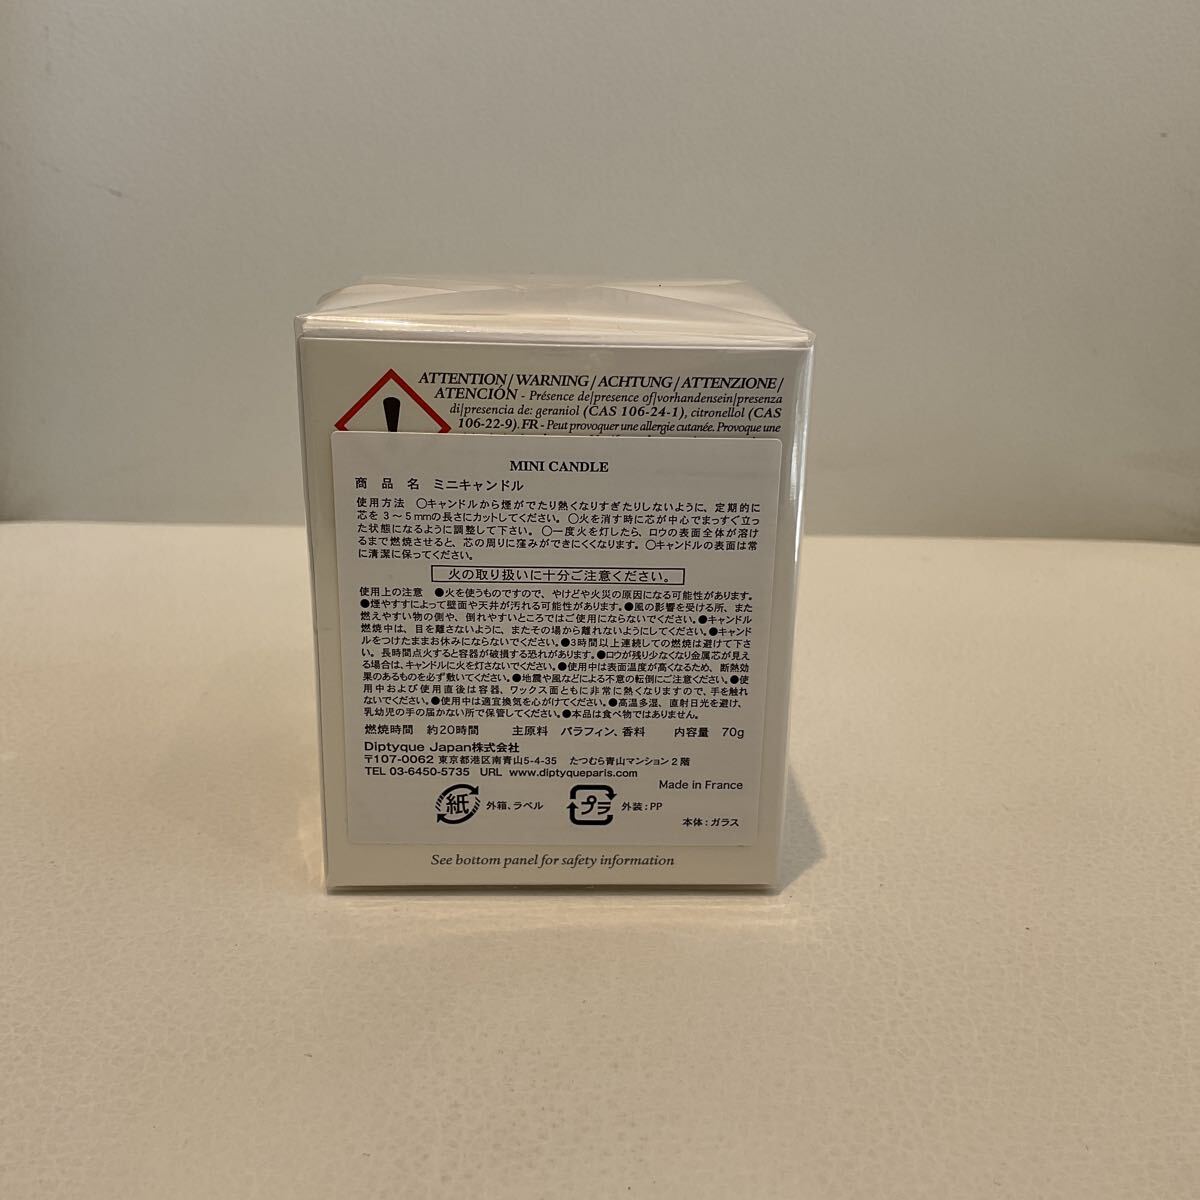 ATTENTION/WARNING/ACHTUNG/ATTENZIONE/
ATENCIÓN - Présence de/presence of/vorhandensein/presenza
di/presencia de: geraniol (CAS 106-24-1), citronellol (CAS
106-22-9). FR - Peut provoquer une allergie cutanée. Provoque une
MINI CANDLE
商 品 名 ミニキャンドル
使用方法 〇キャンドルから煙がでたり熱くなりすぎたりしないように、定期的に
芯を3～5mmの長さにカットしてください。〇火を消す時に芯が中心でまっすぐ立っ
た状態になるように調整して下さい。〇一度火を灯したら、ロウの表面全体が溶け
るまで燃焼させると、芯の周りに窪みができにくくなります。〇キャンドルの表面は常
に清潔に保ってください。
火の取り扱いに十分ご注意ください。
使用上の注意 ●火を使うものですので、やけどや火災の原因になる可能性があります。
●煙やすすによって壁面や天井が汚れる可能性があります。●風の影響を受ける所、また
燃えやすい物の側や、倒れやすいところではご使用にならないでください。●キャンドル
燃焼中は、目を離さないように、またその場から離れないようにしてください。●キャンド
ルをつけたままお休みにならないでください。●3時間以上連続しての燃焼は避けて下さ
い。長時間点火すると容器が破損する恐れがあります。●ロウが残り少なくなり金属芯が見え
る場合は、キャンドルに火を灯さないでください。●使用中は表面温度が高くなるため、断熱効
果のあるものを必ず敷いてください。●地震や風などによる不意の転倒にご注意ください。●使
用中および使用直後は容器、ワックス面ともに非常に熱くなりますので、手を触れ
ないでください。●使用中は適宜換気を心がけてください。●高温多湿、直射日光を避け、
乳幼児の手の届かない所で保管してください。●本品は食べ物ではありません。
燃焼時間 約20時間 主原料 パラフィン、香料 内容量 70g
Diptyque Japan株式会社
〒107-0062 東京都港区南青山5-4-35 たつむら青山マンション2階
TEL 03-6450-5735 URL www.diptyqueparis.com
Made in France
紙 外箱、ラベル プラ 外装：PP
本体：ガラス
See bottom panel for safety information